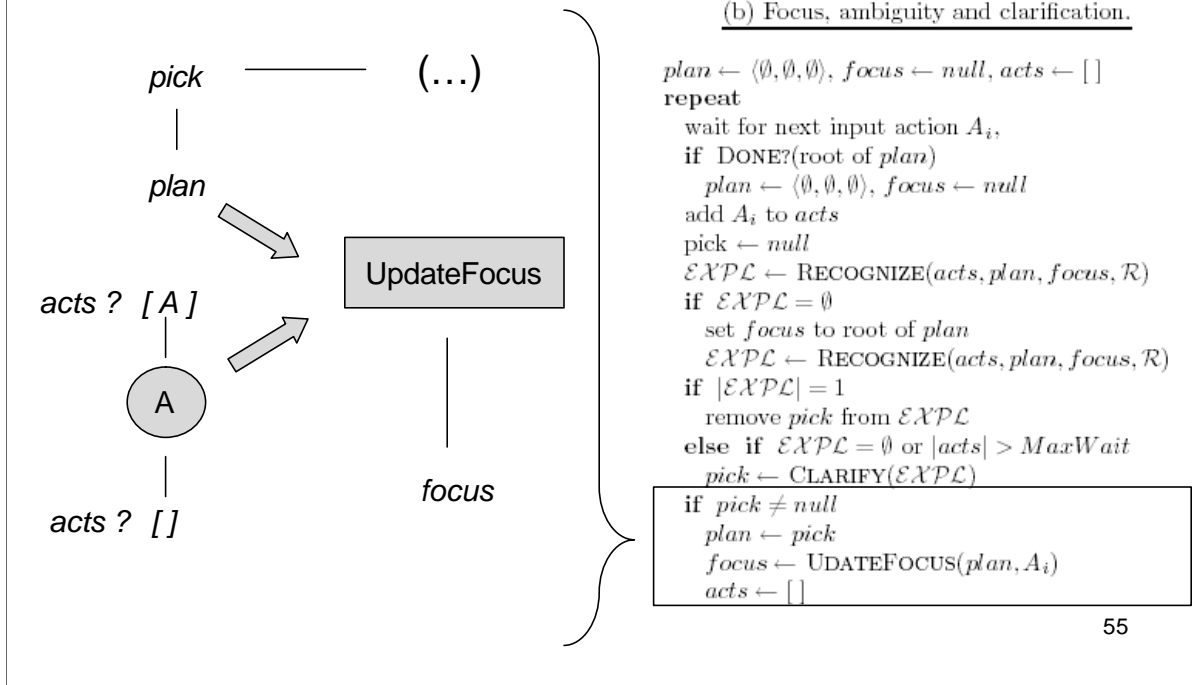 pick
(…)
plan
UpdateFocus
acts ? [ A ]
A
focus
acts ? [ ]
(b) Focus, ambiguity and clarification.
plan ← ⟨∅, ∅, ∅⟩, focus ← null, acts ← [ ]
repeat
wait for next input action Aᵢ,
if DONE?(root of plan)
plan ← ⟨∅, ∅, ∅⟩, focus ← null
add Aᵢ to acts
pick ← null
ℰ𝒳𝒫ℒ ← RECOGNIZE(acts, plan, focus, ℛ)
if ℰ𝒳𝒫ℒ = ∅
set focus to root of plan
ℰ𝒳𝒫ℒ ← RECOGNIZE(acts, plan, focus, ℛ)
if |ℰ𝒳𝒫ℒ| = 1
remove pick from ℰ𝒳𝒫ℒ
else if ℰ𝒳𝒫ℒ = ∅ or |acts| > MaxWait
pick ← CLARIFY(ℰ𝒳𝒫ℒ)
if pick ≠ null
plan ← pick
focus ← UDATEFOCUS(plan, Aᵢ)
acts ← [ ]
55